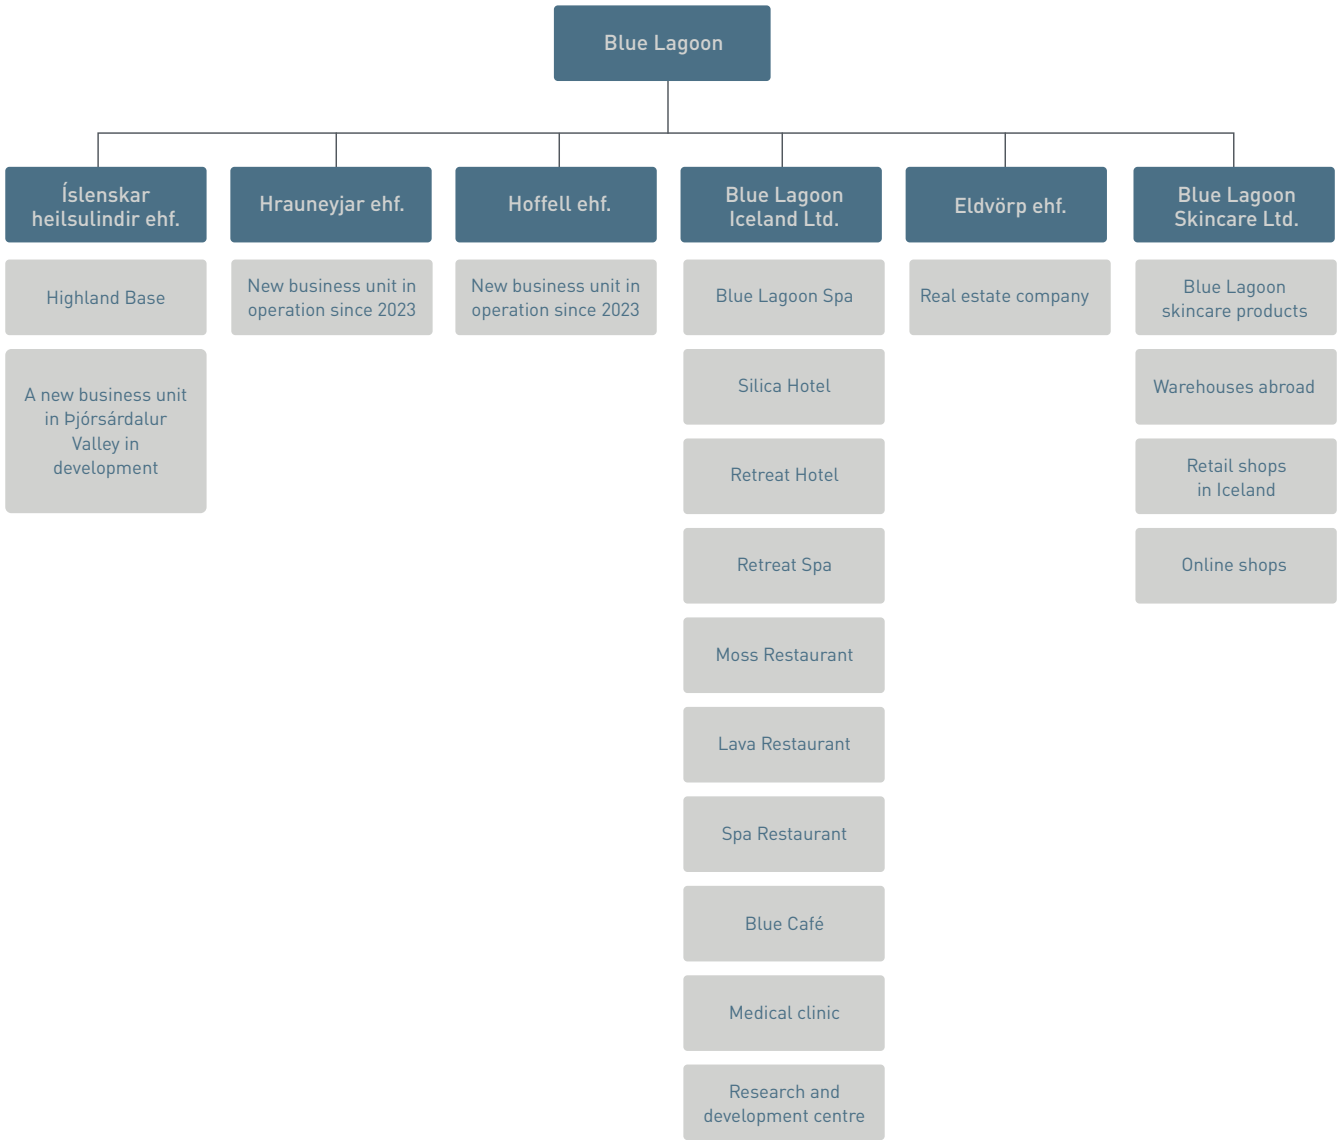 Blue Lagoon
Íslenskar
heilsulindir ehf.
Highland Base
A new business unit
in Þjórsárdalur
Valley in
development
Hrauneyjar ehf.
New business unit in
operation since 2023
Hoffell ehf.
New business unit in
operation since 2023
Blue Lagoon
Iceland Ltd.
Blue Lagoon Spa
Silica Hotel
Retreat Hotel
Retreat Spa
Moss Restaurant
Lava Restaurant
Spa Restaurant
Blue Café
Medical clinic
Research and
development centre
Eldvörp ehf.
Real estate company
Blue Lagoon
Skincare Ltd.
Blue Lagoon
skincare products
Warehouses abroad
Retail shops
in Iceland
Online shops